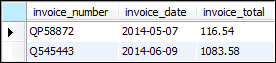 invoice_number invoice_date invoice_total
QP58872 2014-05-07 116.54
Q545443 2014-06-09 1083.58